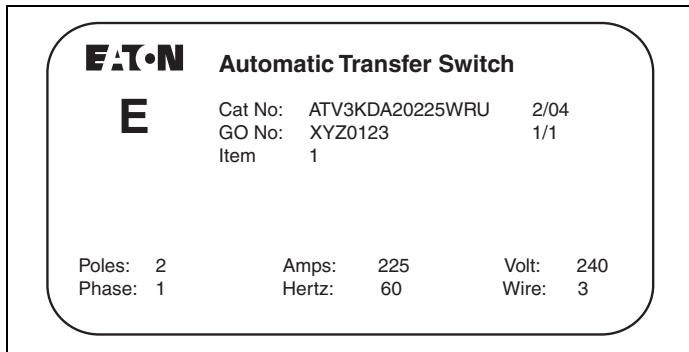 EATON Automatic Transfer Switch
E
Cat No: ATV3KDA20225WRU 2/04
GO No: XYZ0123 1/1
Item 1
Poles: 2 Amps: 225 Volt: 240
Phase: 1 Hertz: 60 Wire: 3